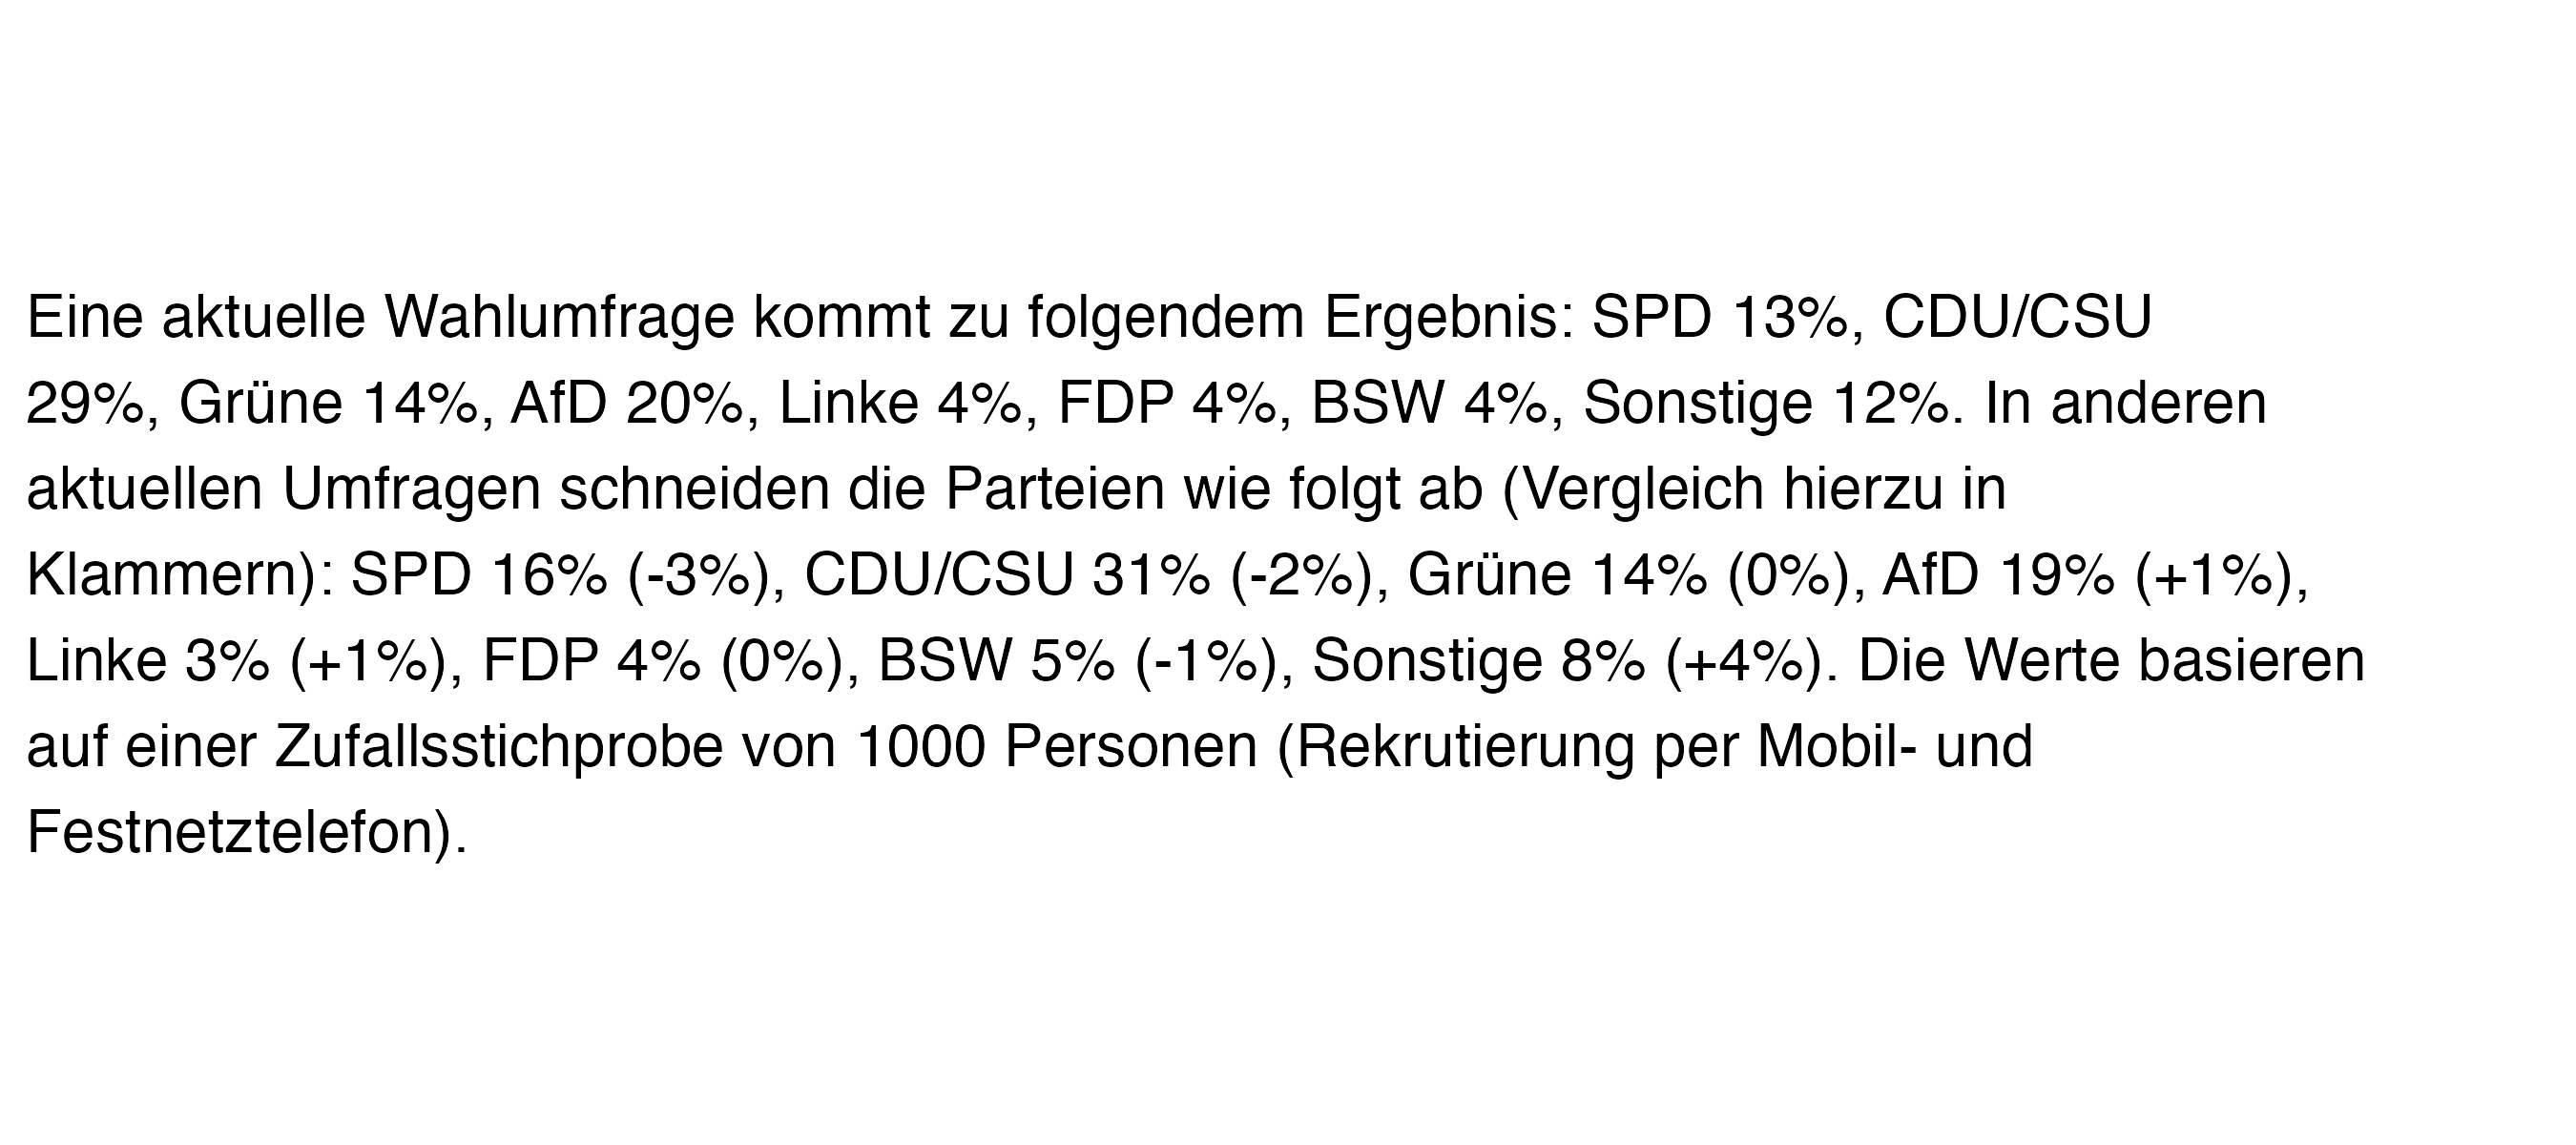 Eine aktuelle Wahlumfrage kommt zu folgendem Ergebnis: SPD 13%, CDU/CSU
29%, Grüne 14%, AfD 20%, Linke 4%, FDP 4%, BSW 4%, Sonstige 12%. In anderen
aktuellen Umfragen schneiden die Parteien wie folgt ab (Vergleich hierzu in
Klammern): SPD 16% (-3%), CDU/CSU 31% (-2%), Grüne 14% (0%), AfD 19% (+1%),
Linke 3% (+1%), FDP 4% (0%), BSW 5% (-1%), Sonstige 8% (+4%). Die Werte basieren
auf einer Zufallsstichprobe von 1000 Personen (Rekrutierung per Mobil- und
Festnetztelefon).